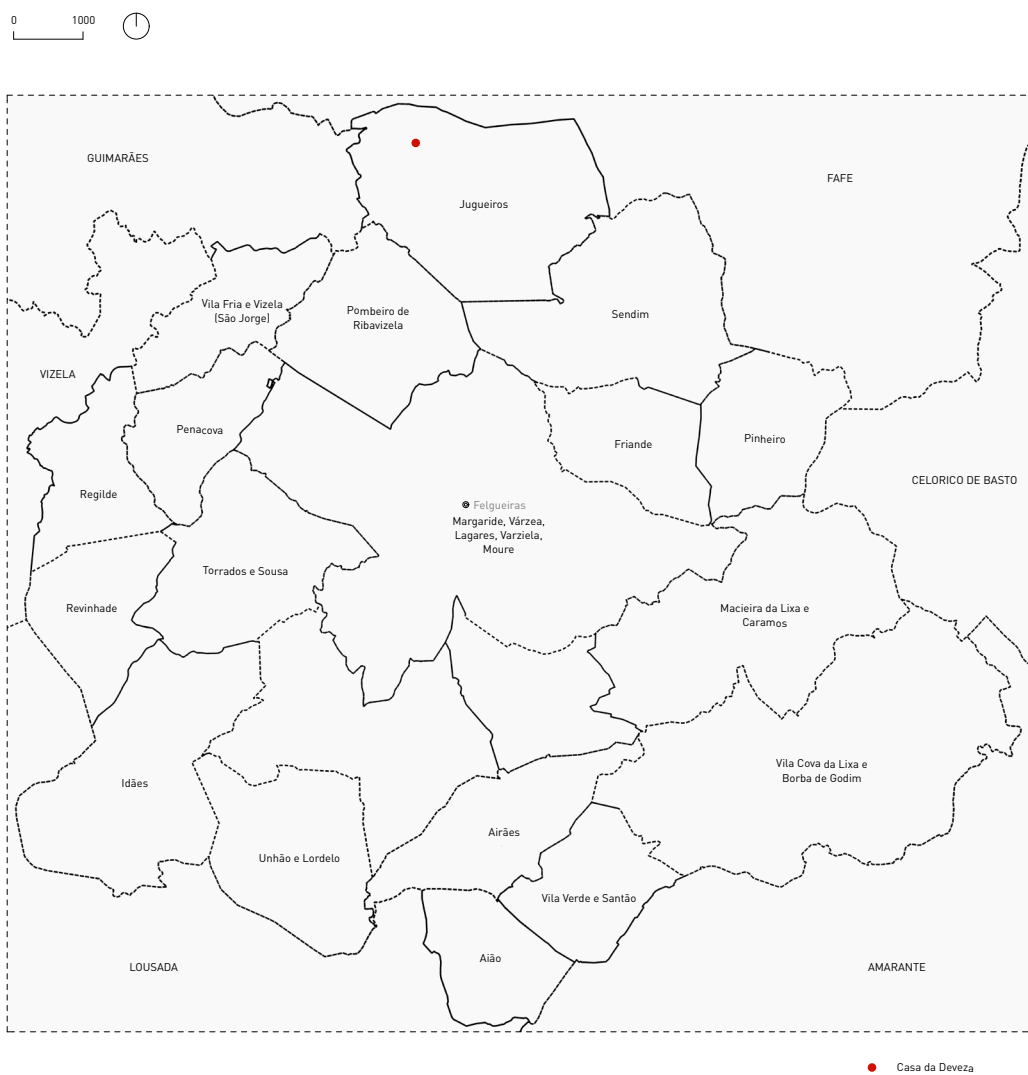 0 1000
GUIMARÃES
FAFE
Jugueiros
Vila Fria e Vizela
(São Jorge)
Pombeiro de
Ribavizela
Sendim
VIZELA
Penacova
Friande
Pinheiro
CELORICO DE BASTO
Regilde
Felgueiras
Margaride, Várzea,
Lagares, Varziela,
Moure
Torrados e Sousa
Revinhade
Macieira da Lixa e
Caramos
Idães
Vila Cova da Lixa e
Borba de Godim
Airães
Unhão e Lordelo
Vila Verde e Santão
Aião
LOUSADA
AMARANTE
Casa da Deveza